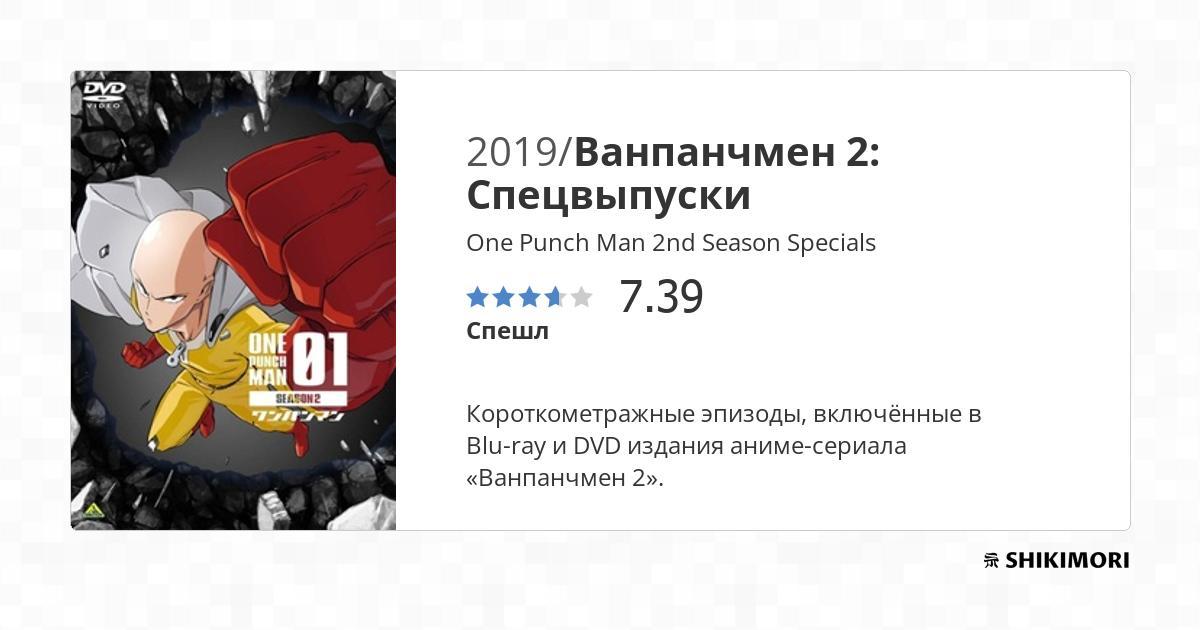 DVD
VIDEO
ONE
PUNCH
MAN
01
SEASON 2
ワンパンマン
2019/Ванпанчмен 2:
Спецвыпуски
One Punch Man 2nd Season Specials
7.39
Спешл
Короткометражные эпизоды, включённые в
Blu-ray и DVD издания аниме-сериала
«Ванпанчмен 2».
SHIKIMORI